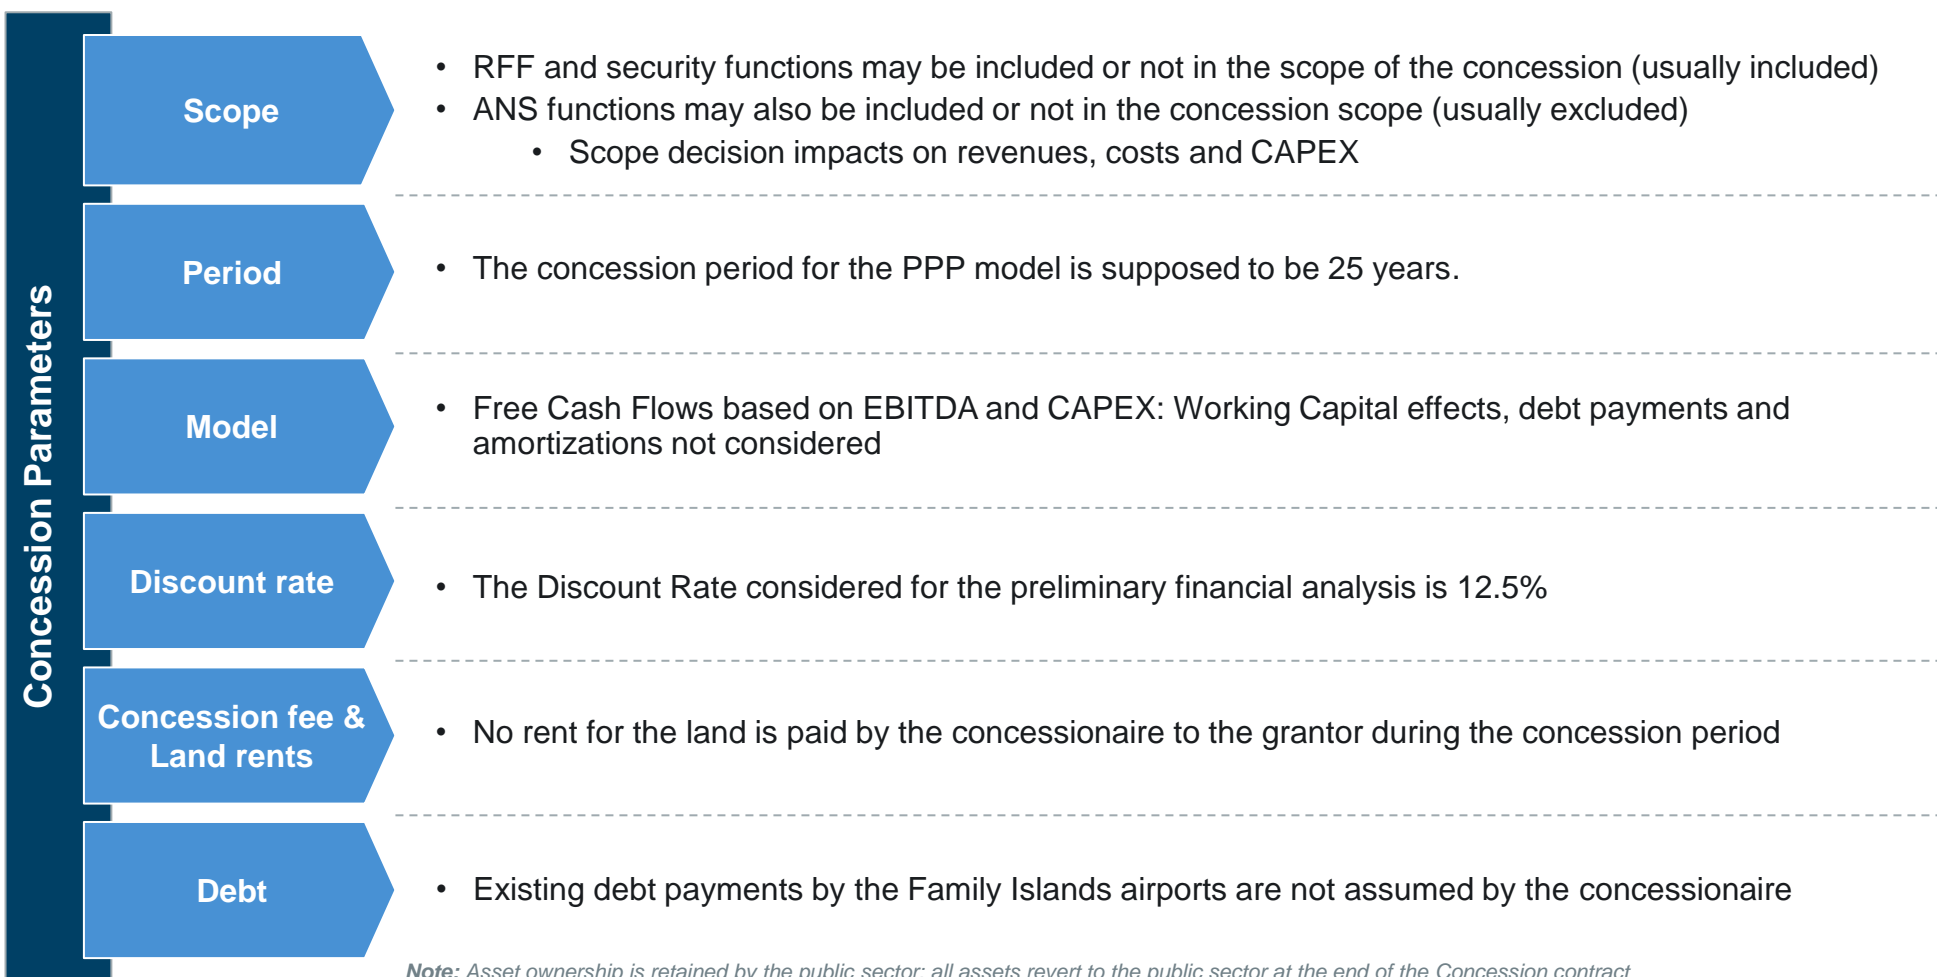 Concession Parameters
Scope
• RFF and security functions may be included or not in the scope of the concession (usually included)
• ANS functions may also be included or not in the concession scope (usually excluded)
• Scope decision impacts on revenues, costs and CAPEX
Period
• The concession period for the PPP model is supposed to be 25 years.
Model
• Free Cash Flows based on EBITDA and CAPEX: Working Capital effects, debt payments and
amortizations not considered
Discount rate
• The Discount Rate considered for the preliminary financial analysis is 12.5%
Concession fee &
Land rents
• No rent for the land is paid by the concessionaire to the grantor during the concession period
Debt
• Existing debt payments by the Family Islands airports are not assumed by the concessionaire
Note: Asset ownership is retained by the public sector; all assets revert to the public sector at the end of the Concession contract